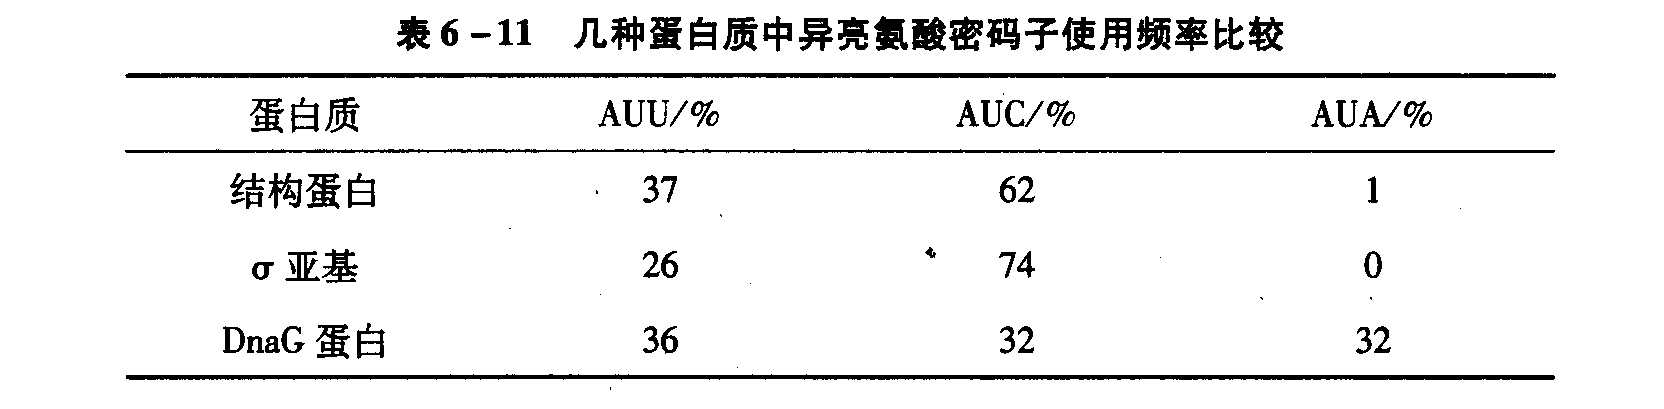 表 6-11 几种蛋白质中异亮氨酸密码子使用频率比较
蛋白质 AUU/% AUC/% AUA/%
结构蛋白 37 62 1
σ 亚基 26 74 0
DnaG 蛋白 36 32 32